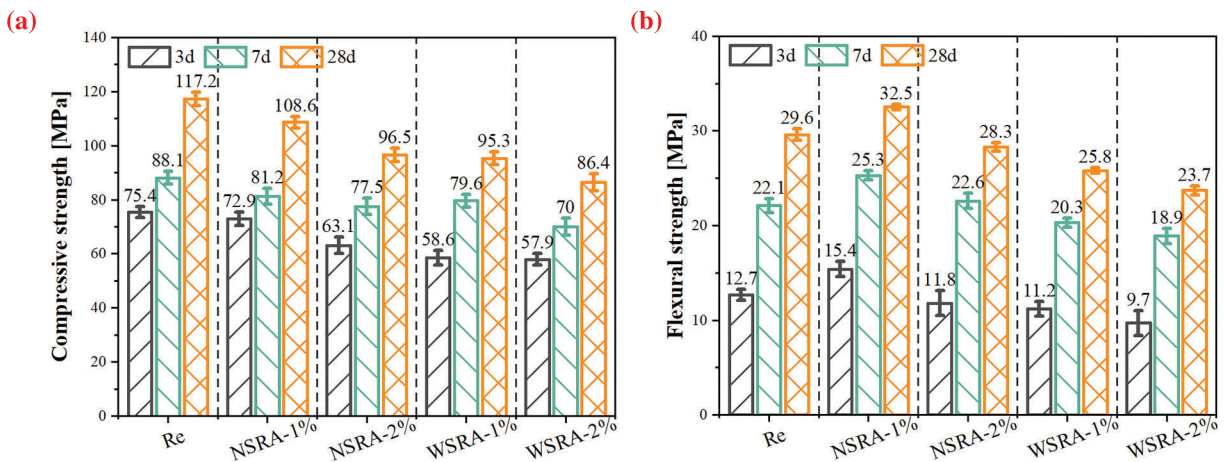 (a)
Compressive strength [MPa]
140
120
100
80
60
40
20
0
3d 7d 28d
75.4 88.1 117.2
72.9 81.2 108.6
63.1 77.5 96.5
58.6 79.6 95.3
57.9 70 86.4
Re NSRA-1% NSRA-2% WSRA-1% WSRA-2%
(b)
Flexural strength [MPa]
40
30
20
10
0
3d 7d 28d
12.7 22.1 29.6
15.4 25.3 32.5
11.8 22.6 28.3
11.2 20.3 25.8
9.7 18.9 23.7
Re NSRA-1% NSRA-2% WSRA-1% WSRA-2%